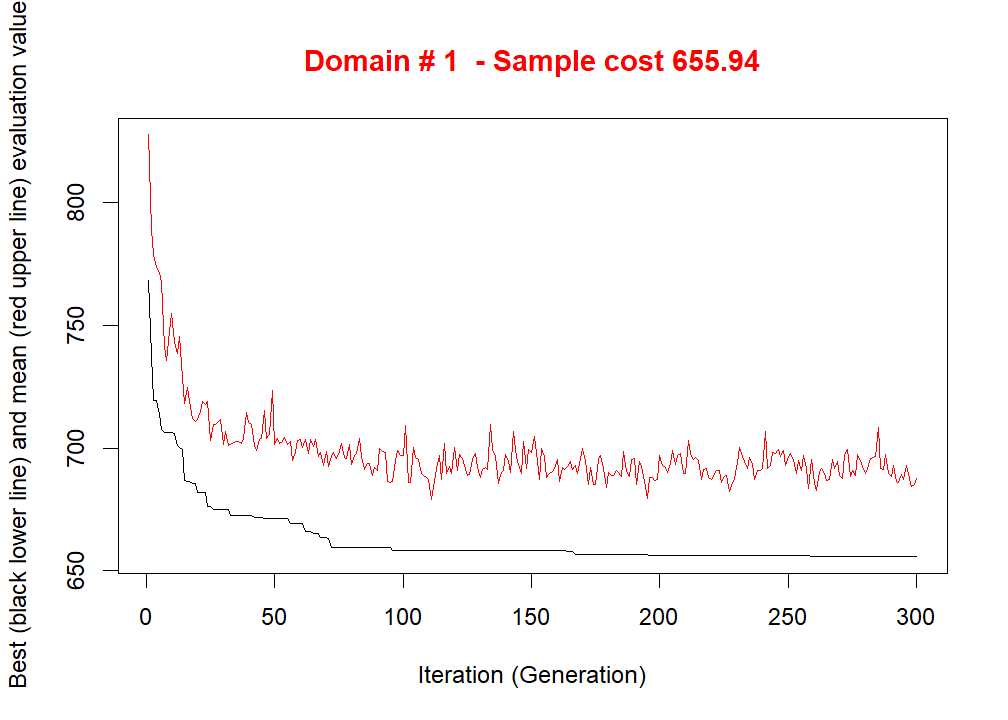 Domain # 1  - Sample cost 655.94
Best (black lower line) and mean (red upper line) evaluation value
800
750
700
650
0 50 100 150 200 250 300
Iteration (Generation)